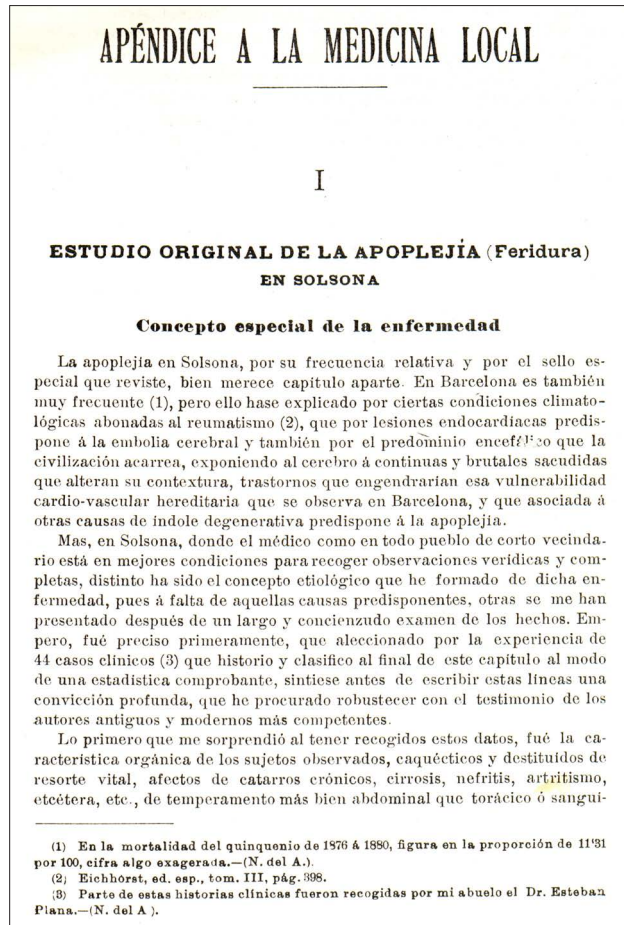 APÉNDICE A LA MEDICINA LOCAL
I
ESTUDIO ORIGINAL DE LA APOPLEJÍA (Feridura)
EN SOLSONA
Concepto especial de la enfermedad
La apoplejía en Solsona, por su frecuencia relativa y por el sello es-
pecial que reviste, bien merece capítulo aparte. En Barcelona es también
muy frecuente (1), pero ello hase explicado por ciertas condiciones climato-
lógicas abonadas al reumatismo (2), que por lesiones endocardíacas predis-
pone á la embolia cerebral y también por el predominio que la
civilización acarrea, exponiendo al cerebro á continuas y brutales sacudidas
que alteran su contextura, trastornos que engendrarían esa vulnerabilidad
cardio-vascular hereditaria que se observa en Barcelona, y que asociada á
otras causas de índole degenerativa predispone á la apoplejía.
Mas, en Solsona, donde el médico como en todo pueblo de corto vecinda-
rio está en mejores condiciones para recoger observaciones verídicas y com-
pletas, distinto ha sido el concepto etiológico que he formado de dicha en-
fermedad, pues á falta de aquellas causas predisponentes, otras se me han
presentado después de un largo y concienzudo examen de los hechos. Em-
pero, fué preciso primeramente, que aleccionado por la experiencia de
44 casos clínicos (3) que historio y clasifico al final de este capítulo al modo
de una estadística comprobante, sintiese antes de escribir estas líneas una
convicción profunda, que he procurado robustecer con el testimonio de los
autores antiguos y modernos más competentes.
Lo primero que me sorprendió al tener recogidos estos datos, fué la ca-
racterística orgánica de los sujetos observados, caquécticos y destituídos de
resorte vital, afectos de catarros crónicos, cirrosis, nefritis, artritismo,
etcétera, etc., de temperamento más bien abdominal que torácico ó sanguí-
(1) En la mortalidad del quinquenio de 1876 á 1880, figura en la proporción de 11'31
por 100, cifra algo exagerada.—(N. del A.).
(2) Eichhorst, ed. esp., tom. III, pág. 398.
(3) Parte de estas historias clínicas fueron recogidas por mi abuelo el Dr. Esteban
Plana.—(N. del A ).